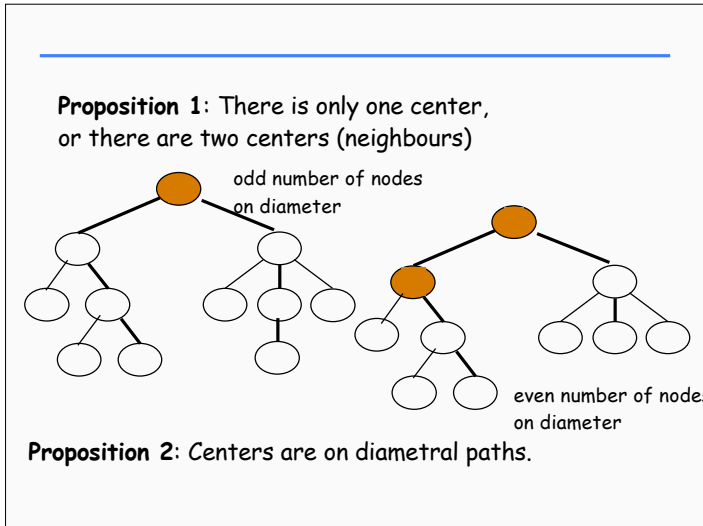 Proposition 1: There is only one center,
or there are two centers (neighbours)
odd number of nodes
on diameter
even number of nodes
on diameter
Proposition 2: Centers are on diametral paths.